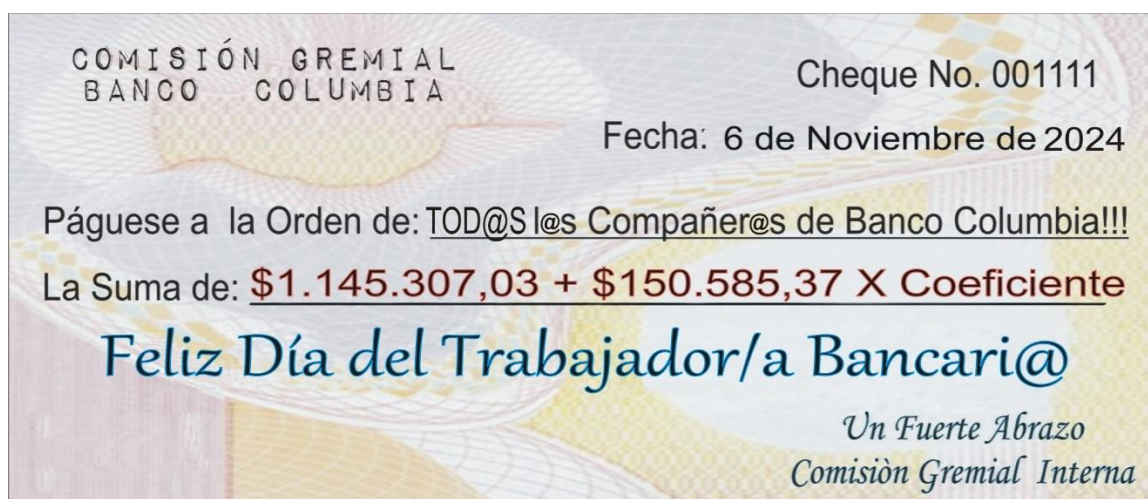 COMISIÓN GREMIAL
BANCO COLUMBIA
Cheque No. 001111
Fecha: 6 de Noviembre de 2024
Páguese a la Orden de: TOD@S l@s Compañer@s de Banco Columbia!!!
La Suma de: $1.145.307,03 + $150.585,37 X Coeficiente
Feliz Día del Trabajador/a Bancari@
Un Fuerte Abrazo
Comisiòn Gremial Interna